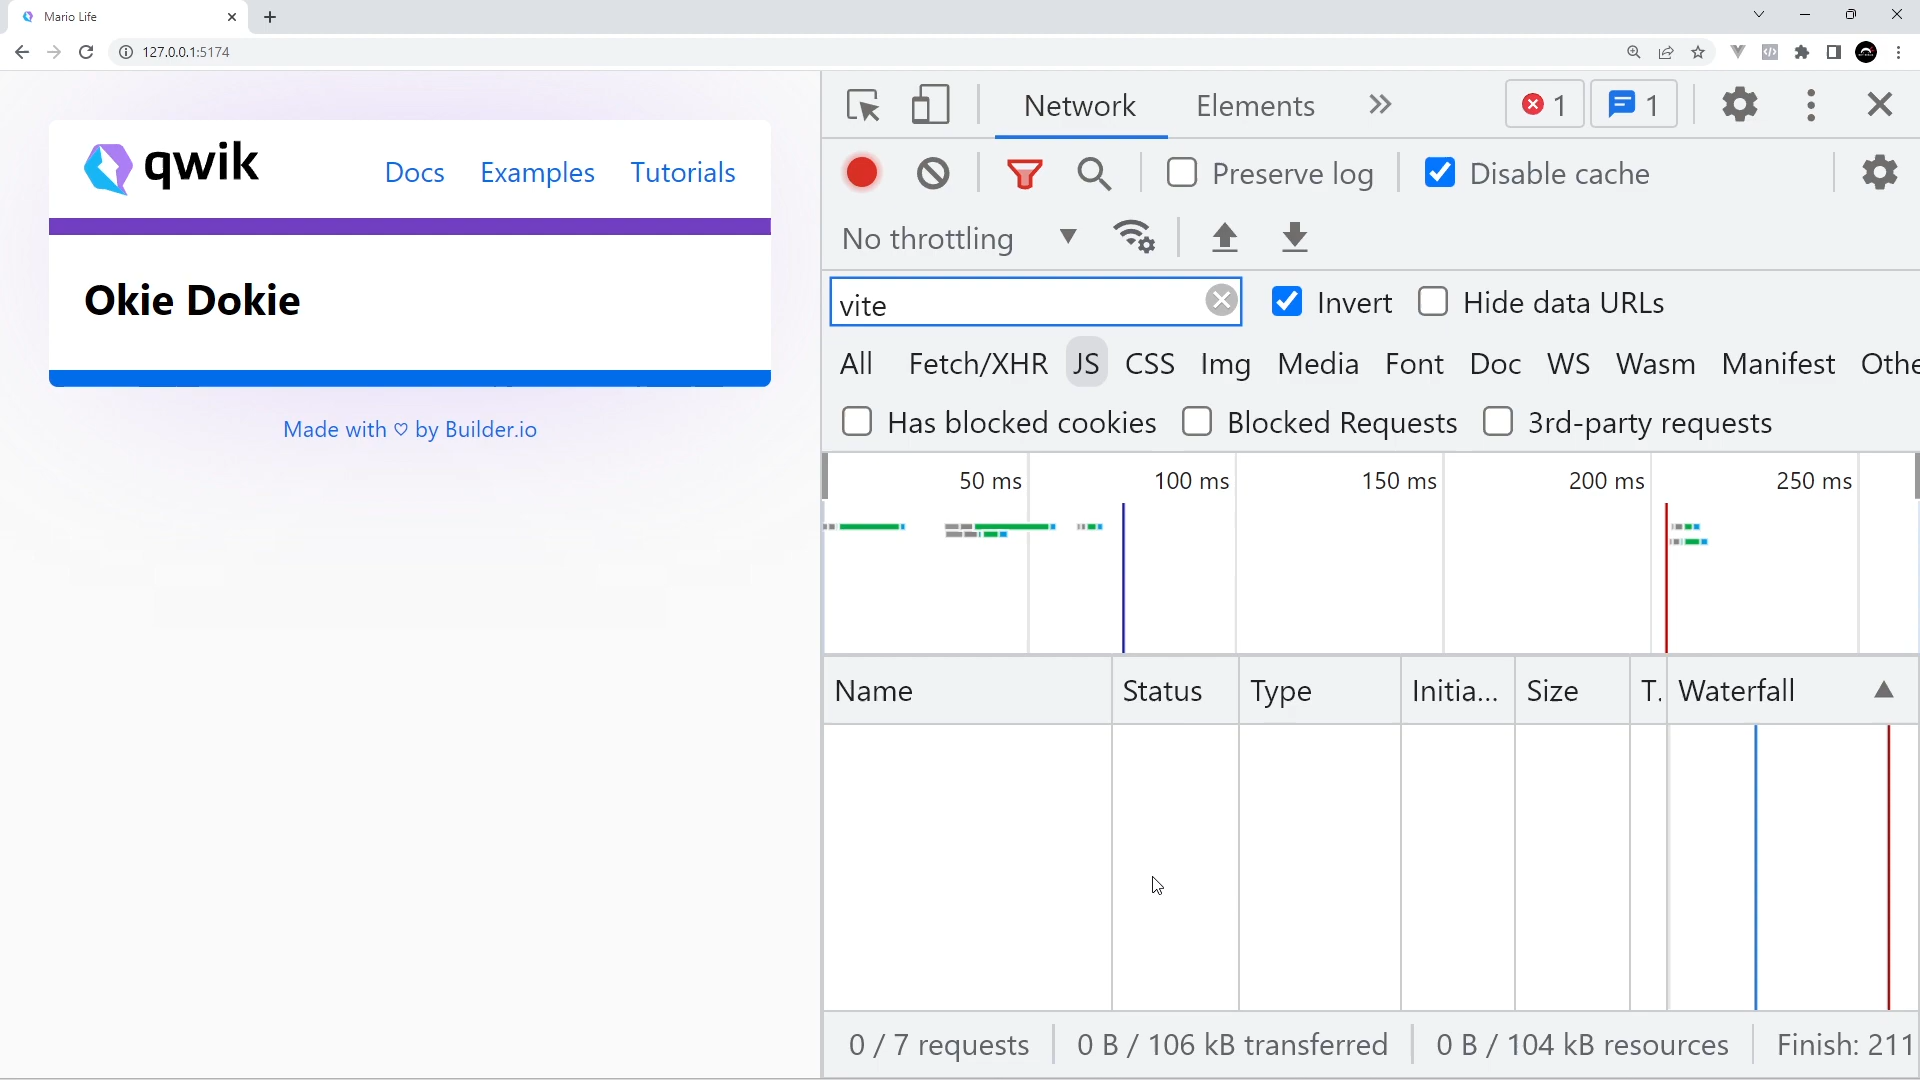 Mario Life
127.0.0.1:5174
qwik
Docs Examples Tutorials
Okie Dokie
Made with ♡ by Builder.io
Network Elements 1 1
Preserve log Disable cache
No throttling
vite Invert Hide data URLs
All Fetch/XHR JS CSS Img Media Font Doc WS Wasm Manifest Othe
Has blocked cookies Blocked Requests 3rd-party requests
50 ms 100 ms 150 ms 200 ms 250 ms
Name Status Type Initia... Size T. Waterfall
0 / 7 requests 0 B / 106 kB transferred 0 B / 104 kB resources Finish: 211